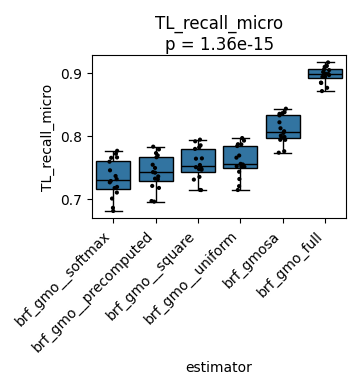 TL_recall_micro
p = 1.36e-15
TL_recall_micro
0.9
0.8
0.7
brf_gmo__softmax
brf_gmo__precomputed
brf_gmo__square
brf_gmo__uniform
brf_gmosa
brf_gmo_full
estimator